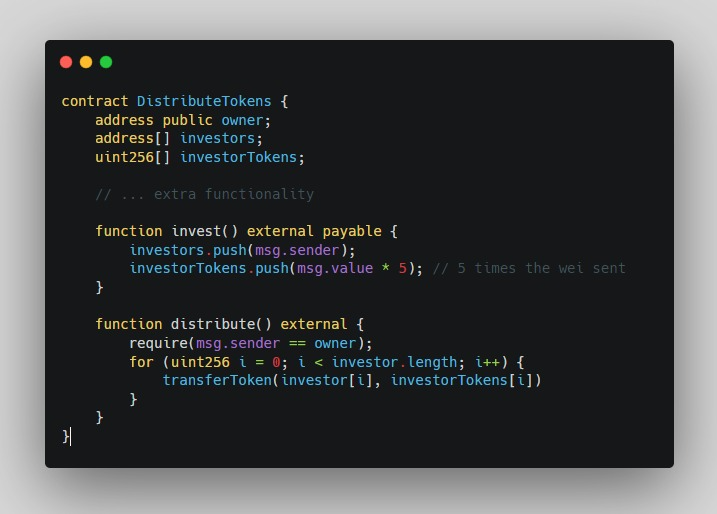 contract DistributeTokens {
address public owner;
address[] investors;
uint256[] investorTokens;
// ... extra functionality
function invest() external payable {
investors.push(msg.sender);
investorTokens.push(msg.value * 5); // 5 times the wei sent
}
function distribute() external {
require(msg.sender == owner);
for (uint256 i = 0; i < investor.length; i++) {
transferToken(investor[i], investorTokens[i])
}
}
}